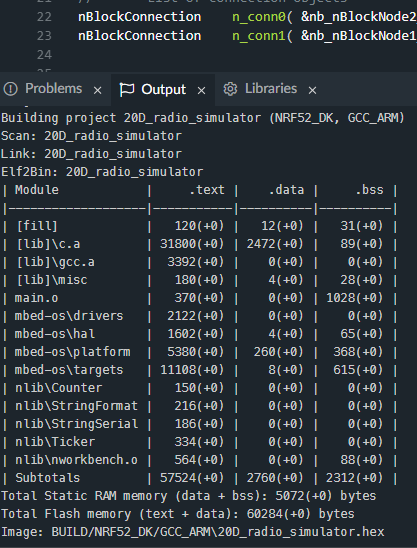 21 // List of connection objects
22 nBlockConnection n_conn0( &nb_nBlockNode2
23 nBlockConnection n_conn1( &nb_nBlockNode1
24
25
Problems Output Libraries
Building project 20D_radio_simulator (NRF52_DK, GCC_ARM)
Scan: 20D_radio_simulator
Link: 20D_radio_simulator
Elf2Bin: 20D_radio_simulator
| Module | .text | .data | .bss |
|------------------|-----------|----------|----------|
| [fill] | 120(+0) | 12(+0) | 31(+0) |
| [lib]\c.a | 31800(+0) | 2472(+0) | 89(+0) |
| [lib]\gcc.a | 3392(+0) | 0(+0) | 0(+0) |
| [lib]\misc | 180(+0) | 4(+0) | 28(+0) |
| main.o | 370(+0) | 0(+0) | 1028(+0) |
| mbed-os\drivers | 2122(+0) | 0(+0) | 0(+0) |
| mbed-os\hal | 1602(+0) | 4(+0) | 65(+0) |
| mbed-os\platform | 5380(+0) | 260(+0) | 368(+0) |
| mbed-os\targets | 11108(+0) | 8(+0) | 615(+0) |
| nlib\Counter | 150(+0) | 0(+0) | 0(+0) |
| nlib\StringFormat | 216(+0) | 0(+0) | 0(+0) |
| nlib\StringSerial | 186(+0) | 0(+0) | 0(+0) |
| nlib\Ticker | 334(+0) | 0(+0) | 0(+0) |
| nlib\nworkbench.o | 564(+0) | 0(+0) | 88(+0) |
| Subtotals | 57524(+0) | 2760(+0) | 2312(+0) |
Total Static RAM memory (data + bss): 5072(+0) bytes
Total Flash memory (text + data): 60284(+0) bytes
Image: BUILD/NRF52_DK/GCC_ARM\20D_radio_simulator.hex